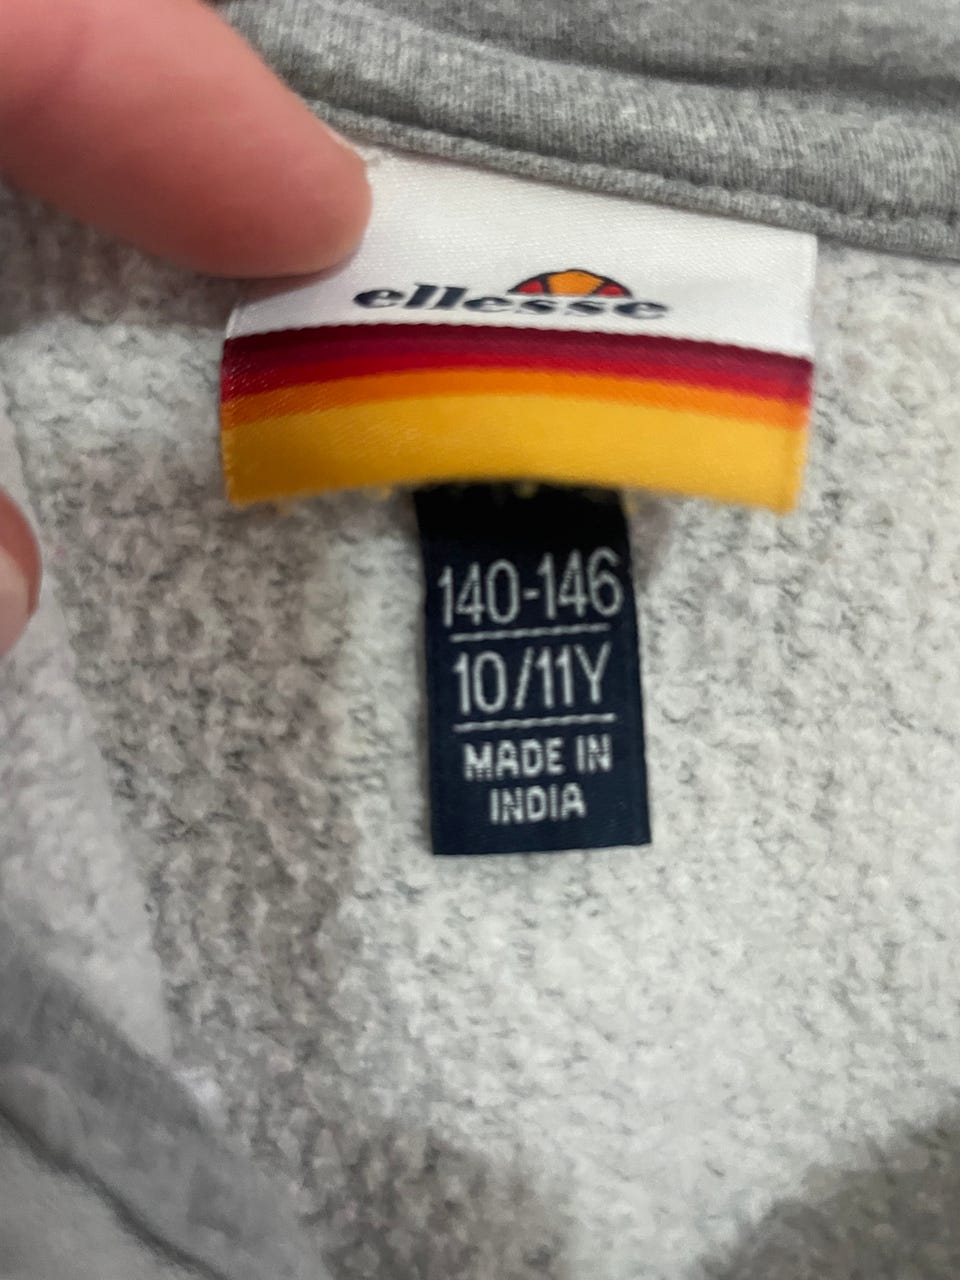 ellesse
140-146
10/11Y
MADE IN
INDIA